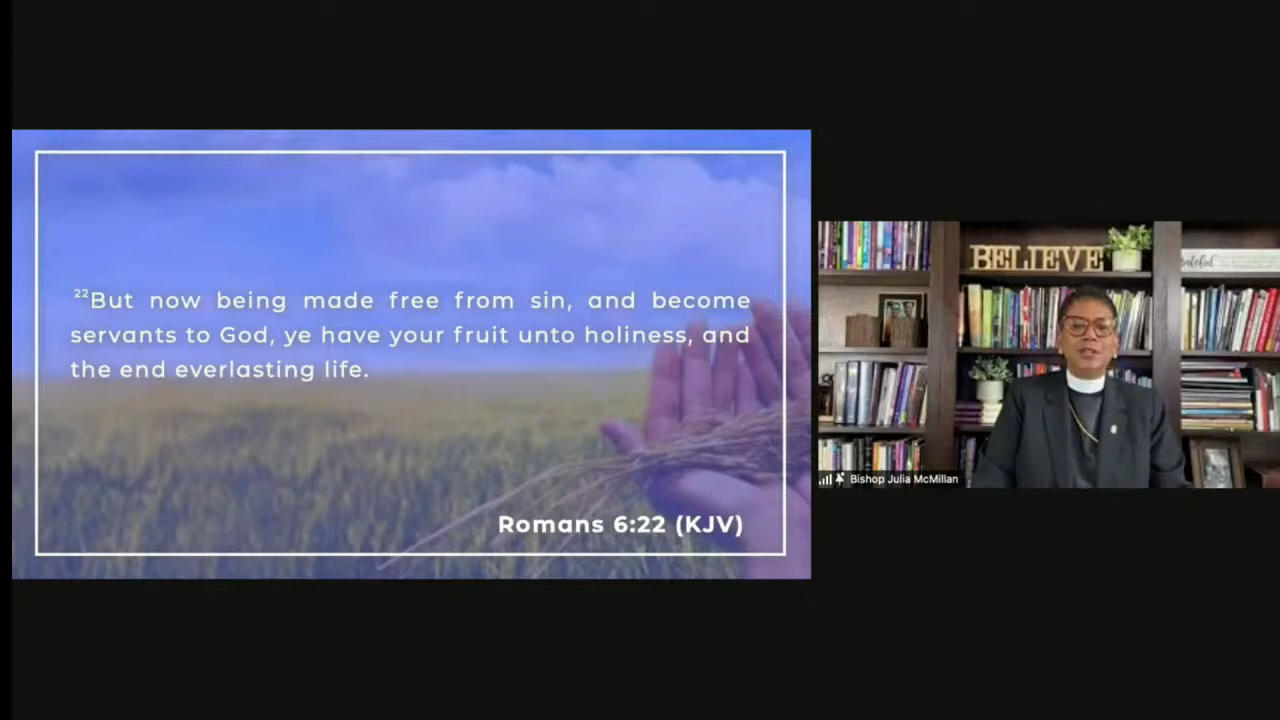 ²²But now being made free from sin, and become
servants to God, ye have your fruit unto holiness, and
the end everlasting life.
Romans 6:22 (KJV)
BELIEVE
grateful
Bishop Julia McMillan